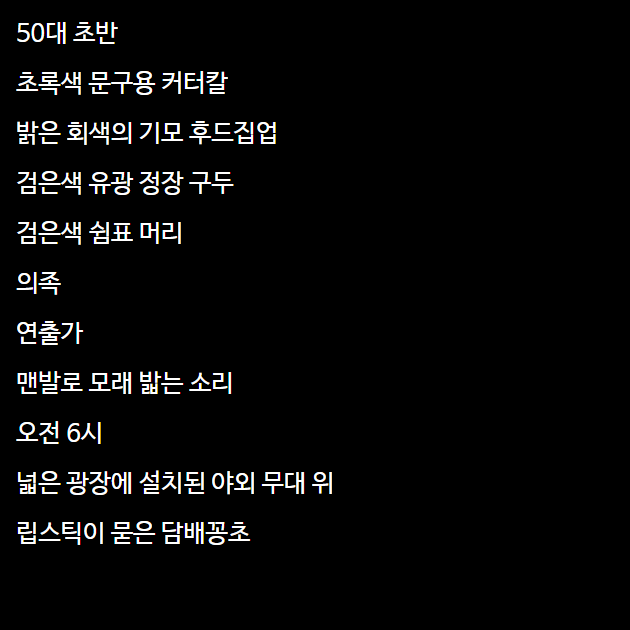 50대 초반
초록색 문구용 커터칼
밝은 회색의 기모 후드집업
검은색 유광 정장 구두
검은색 쉼표 머리
의족
연출가
맨발로 모래 밟는 소리
오전 6시
넓은 광장에 설치된 야외 무대 위
립스틱이 묻은 담배꽁초